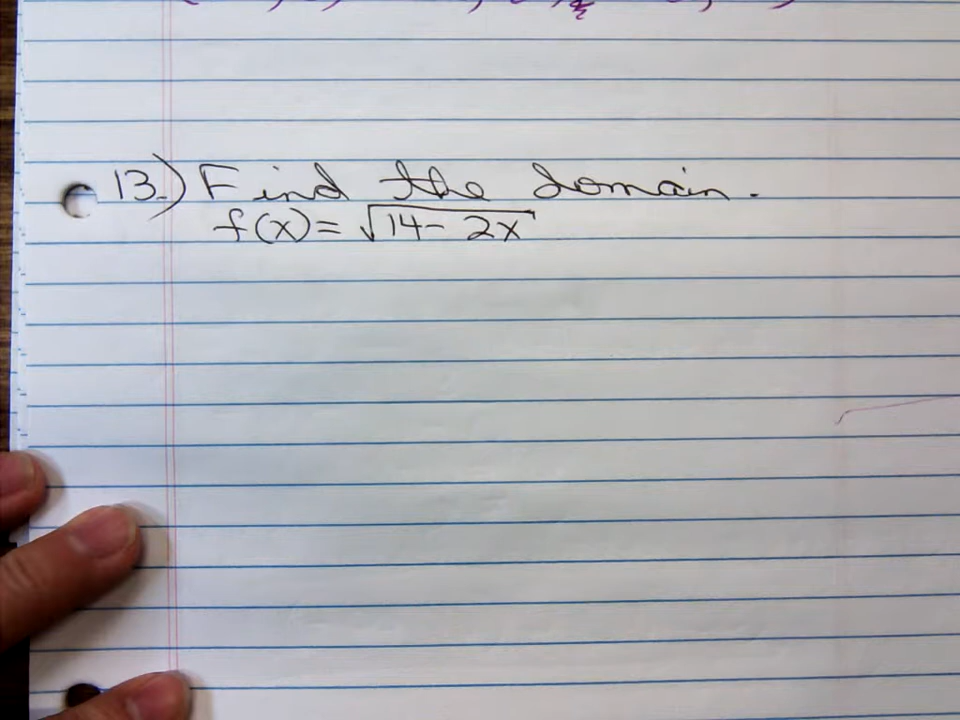 13.) Find the domain.
f(x) = √14 - 2x